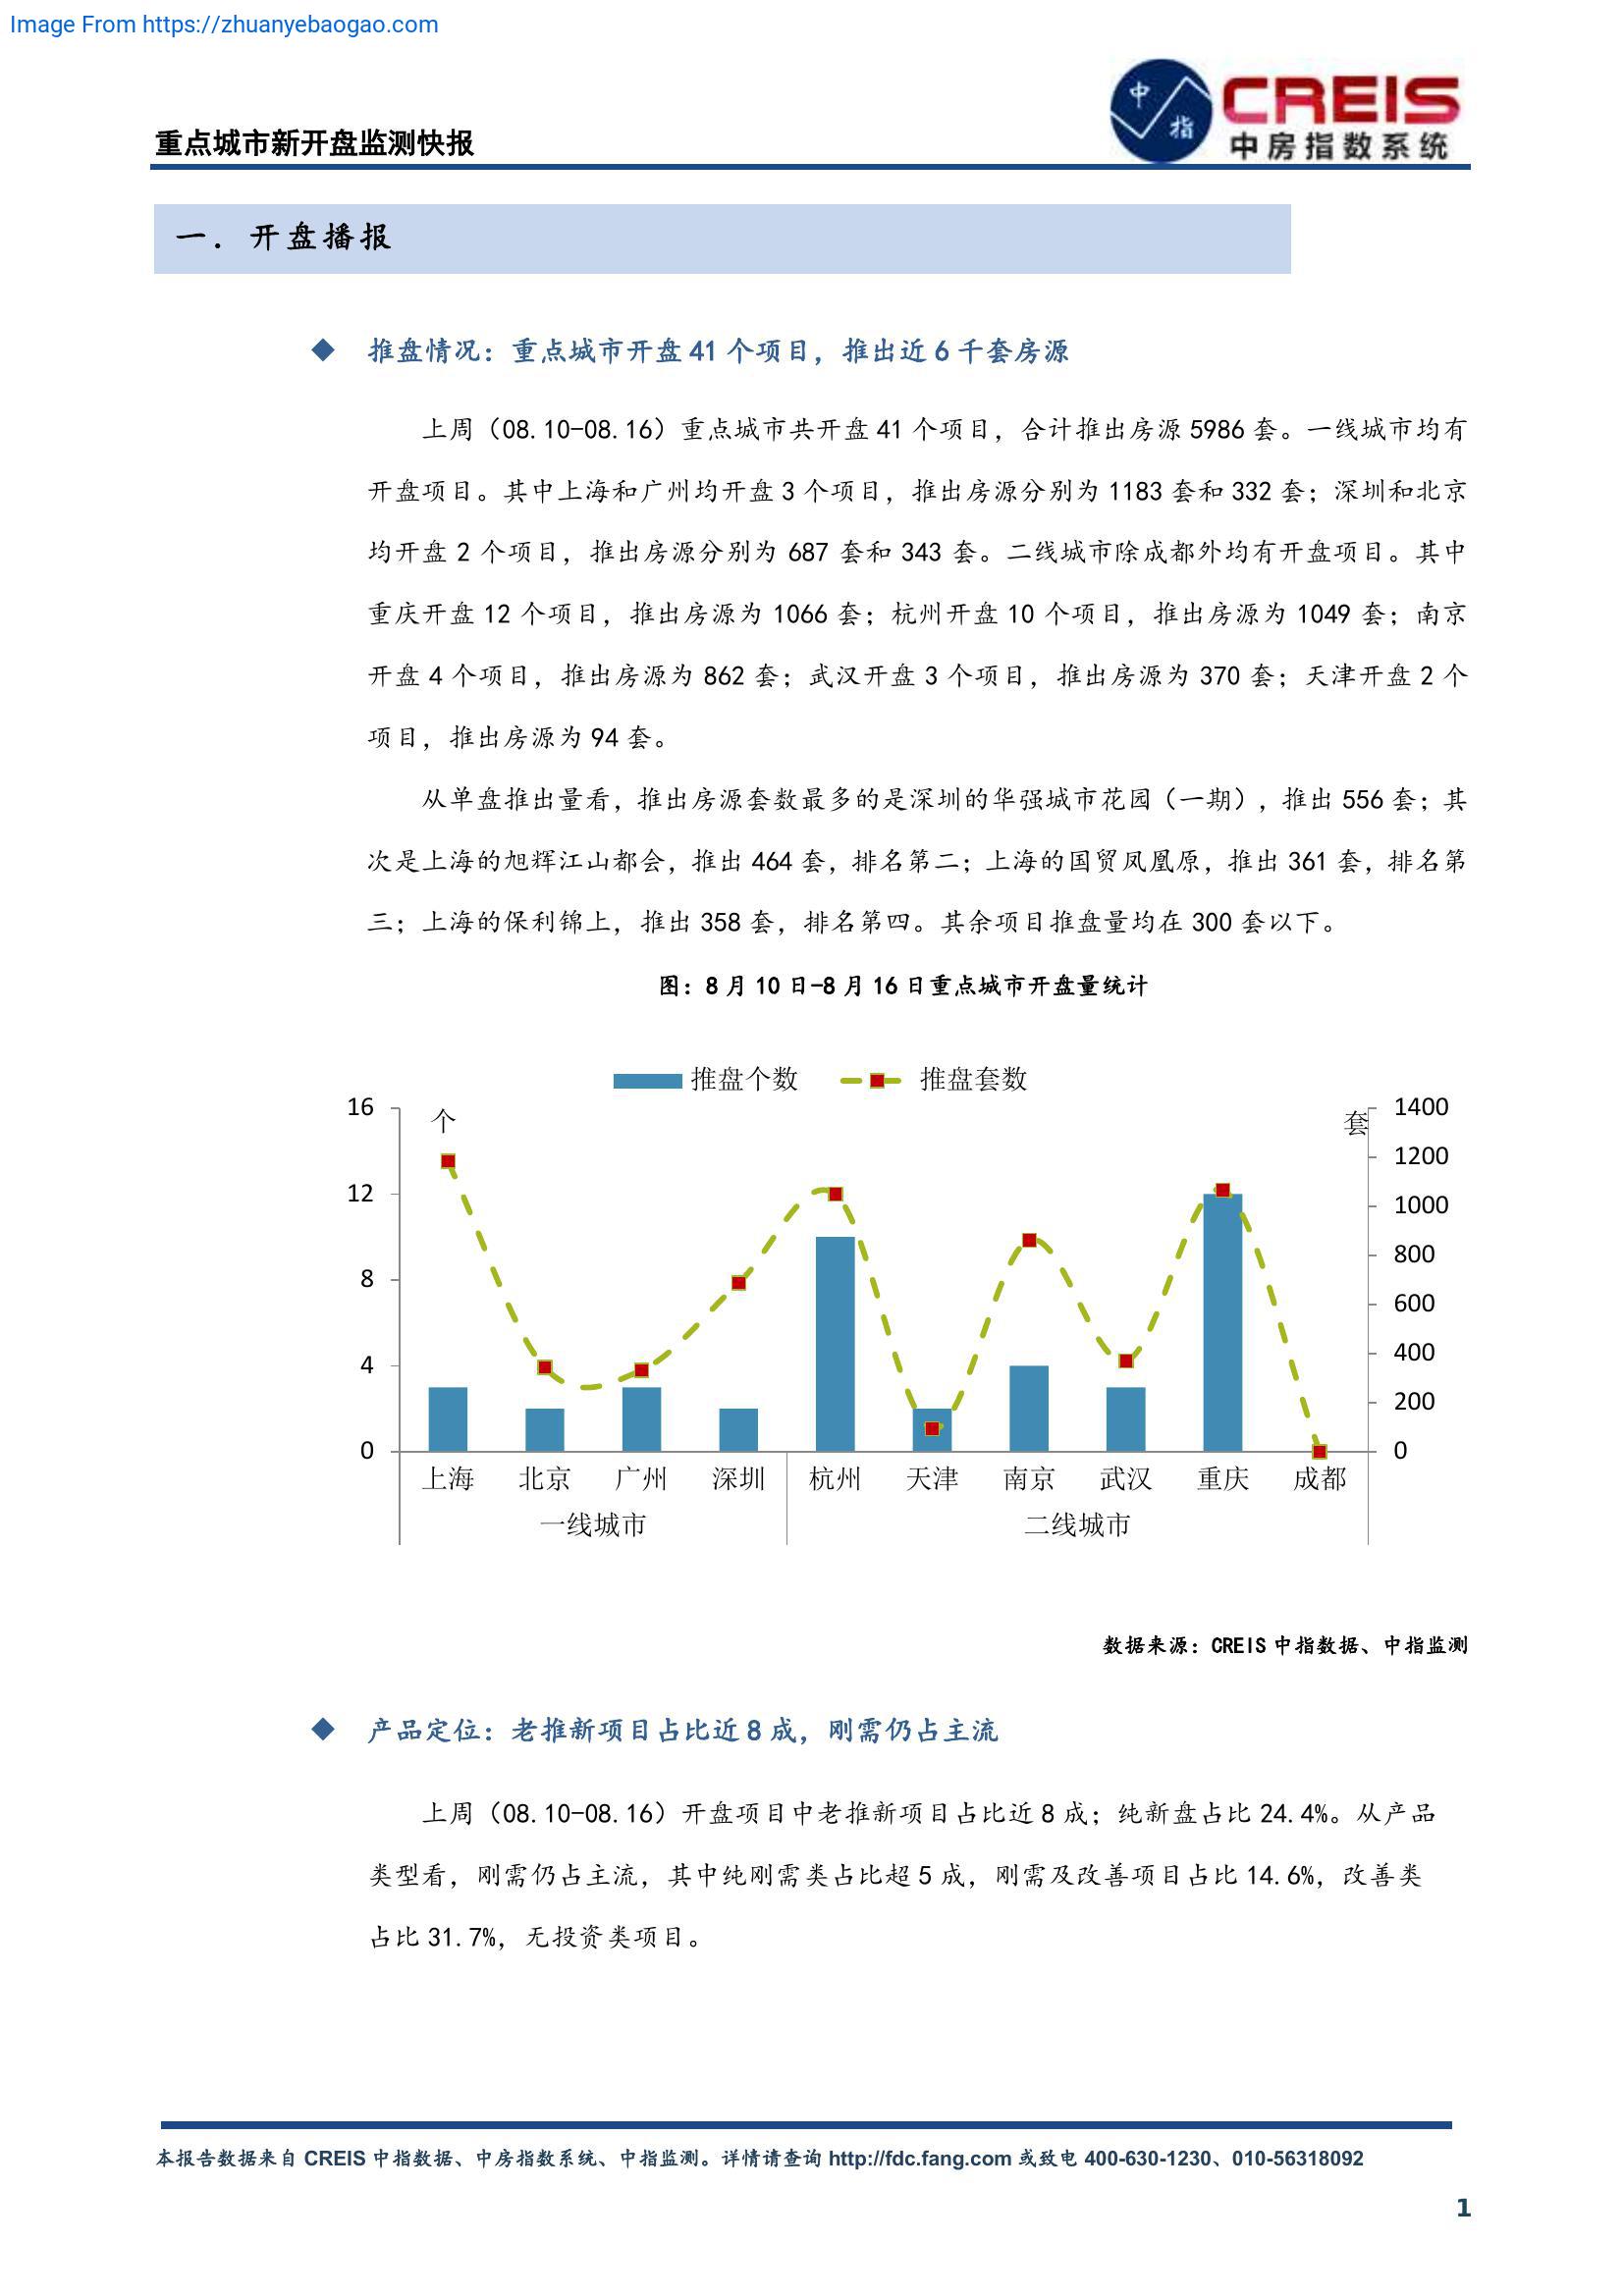 Image From https://zhuanyebaogao.com
中
指
CREIS
中房指数系统
重点城市新开盘监测快报
一. 开盘播报
◆ 推盘情况：重点城市开盘 41 个项目，推出近 6 千套房源
上周（08.10-08.16）重点城市共开盘 41 个项目，合计推出房源 5986 套。一线城市均有
开盘项目。其中上海和广州均开盘 3 个项目，推出房源分别为 1183 套和 332 套；深圳和北京
均开盘 2 个项目，推出房源分别为 687 套和 343 套。二线城市除成都外均有开盘项目。其中
重庆开盘 12 个项目，推出房源为 1066 套；杭州开盘 10 个项目，推出房源为 1049 套；南京
开盘 4 个项目，推出房源为 862 套；武汉开盘 3 个项目，推出房源为 370 套；天津开盘 2 个
项目，推出房源为 94 套。
从单盘推出量看，推出房源套数最多的是深圳的华强城市花园（一期），推出 556 套；其
次是上海的旭辉江山都会，推出 464 套，排名第二；上海的国贸凤凰原，推出 361 套，排名第
三；上海的保利锦上，推出 358 套，排名第四。其余项目推盘量均在 300 套以下。
图：8 月 10 日-8 月 16 日重点城市开盘量统计
推盘个数 推盘套数
16 个 套 1400
1200
12 1000
8 800
600
4 400
200
0 0
上海 北京 广州 深圳 杭州 天津 南京 武汉 重庆 成都
一线城市 二线城市
数据来源：CREIS 中指数据、中指监测
◆ 产品定位：老推新项目占比近 8 成，刚需仍占主流
上周（08.10-08.16）开盘项目中老推新项目占比近 8 成；纯新盘占比 24.4%。从产品
类型看，刚需仍占主流，其中纯刚需类占比超 5 成，刚需及改善项目占比 14.6%，改善类
占比 31.7%，无投资类项目。
本报告数据来自 CREIS 中指数据、中房指数系统、中指监测。详情请查询 http://fdc.fang.com 或致电 400-630-1230、010-56318092
1